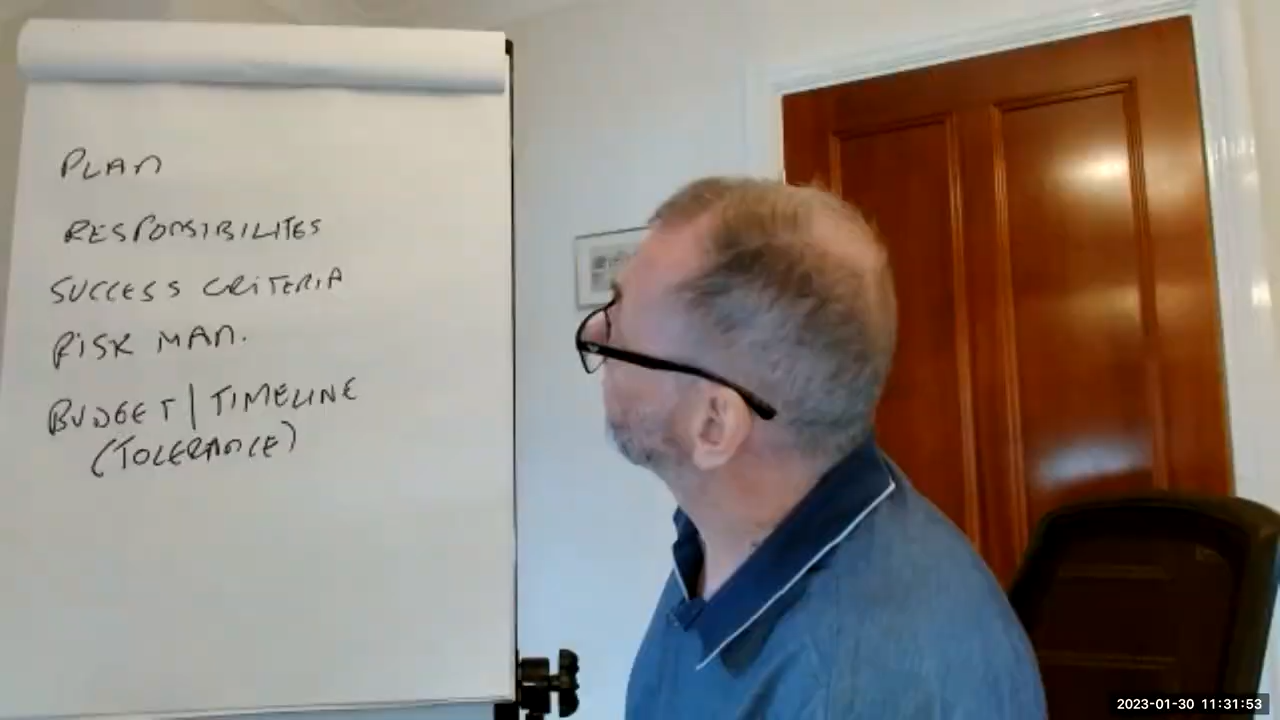 PLAN
RESPONSIBILITES
SUCCESS CRITERIA
RISK MAN.
BUDGET | TIMELINE
(TOLERANCE)
2023-01-30 11:31:53